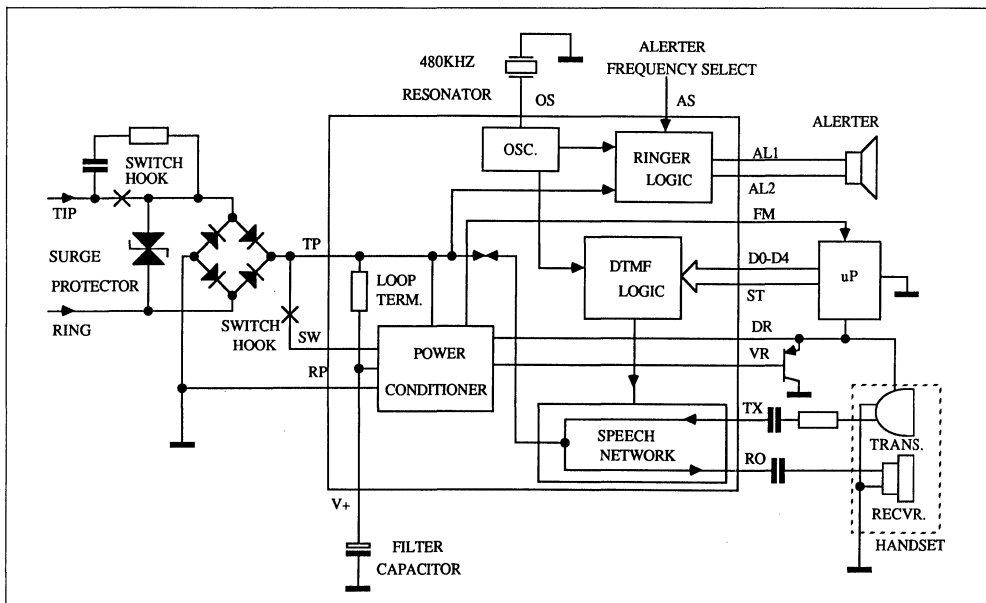 480KHZ
RESONATOR
OS
ALERTER
FREQUENCY SELECT
AS
ALERTER
OSC.
RINGER
LOGIC
AL1
AL2
SWITCH
HOOK
TIP
SURGE
PROTECTOR
RING
TP
LOOP
TERM.
SWITCH
HOOK
SW
RP
POWER
CONDITIONER
DTMF
LOGIC
FM
D0-D4
ST
uP
DR
VR
TX
SPEECH
NETWORK
RO
TRANS.
RECVR.
HANDSET
V+
FILTER
CAPACITOR